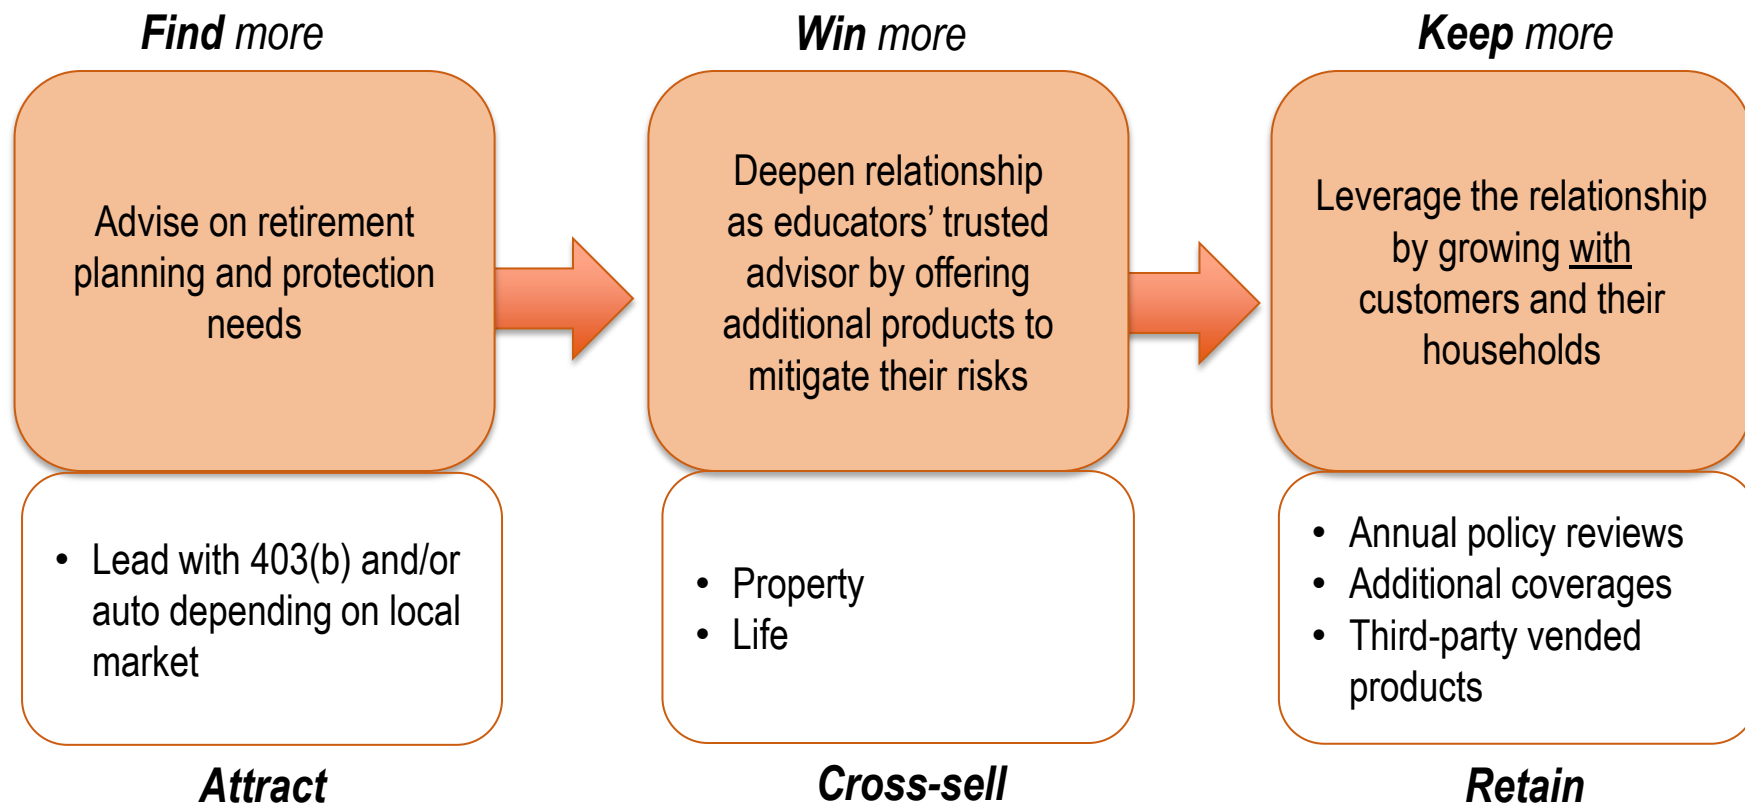 Find more
Advise on retirement
planning and protection
needs
• Lead with 403(b) and/or
auto depending on local
market
Attract
Win more
Deepen relationship
as educators’ trusted
advisor by offering
additional products to
mitigate their risks
• Property
• Life
Cross-sell
Keep more
Leverage the relationship
by growing with
customers and their
households
• Annual policy reviews
• Additional coverages
• Third-party vended
products
Retain